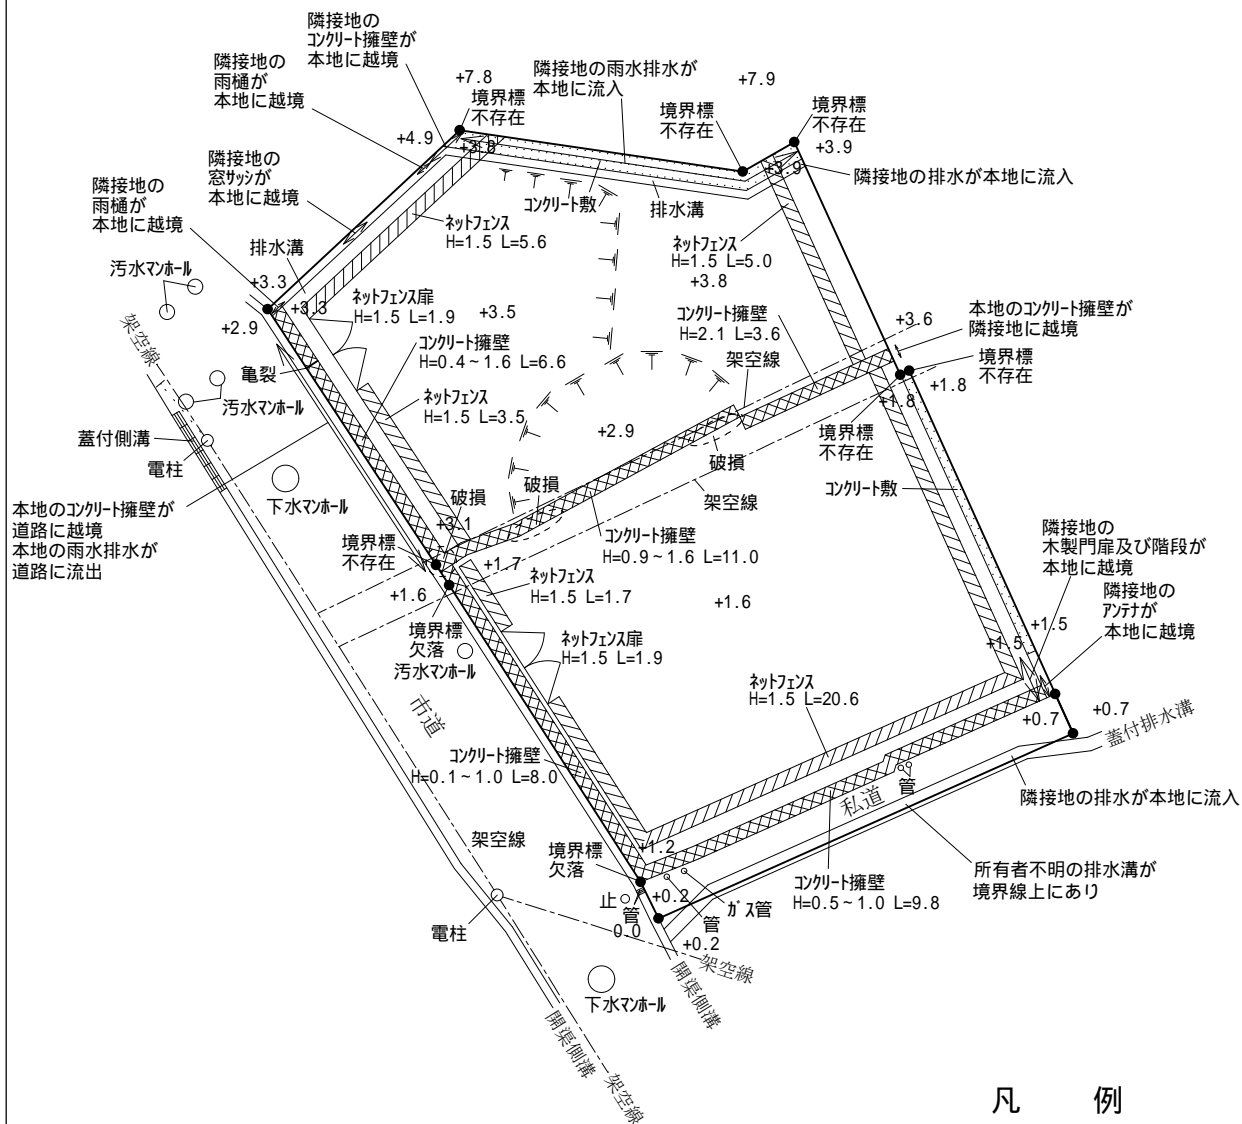 隣接地の
コンクリート擁壁が
本地に越境
隣接地の
雨樋が
本地に越境
+7.8
隣接地の雨水排水が
本地に流入
+7.9
境界標
不存在
境界標
不存在
境界標
不存在
+4.9
+3.9
隣接地の
窓サッシが
本地に越境
+3.9
隣接地の排水が本地に流入
隣接地の
雨樋が
本地に越境
コンクリート敷
排水溝
ネットフェンス
H=1.5 L=5.6
排水溝
ネットフェンス
H=1.5 L=5.0
汚水マンホール
+3.3
+3.8
+3.3
ネットフェンス扉
H=1.5 L=1.9
+3.5
コンクリート擁壁
H=2.1 L=3.6
本地のコンクリート擁壁が
隣接地に越境
+3.6
架空線
+2.9
コンクリート擁壁
H=0.4~1.6 L=6.6
架空線
境界標
不存在
亀裂
+1.8
+1.8
ネットフェンス
H=1.5 L=3.5
汚水マンホール
境界標
不存在
+2.9
蓋付側溝
電柱
破損
コンクリート敷
下水マンホール
破損
破損
架空線
本地のコンクリート擁壁が
道路に越境
本地の雨水排水が
道路に流出
+3.1
隣接地の
木製門扉及び階段が
本地に越境
境界標
不存在
コンクリート擁壁
H=0.9~1.6 L=11.0
+1.7
ネットフェンス
H=1.5 L=1.7
隣接地の
アンテナが
本地に越境
+1.6
+1.6
境界標
欠落
ネットフェンス扉
H=1.5 L=1.9
+1.5
+1.5
汚水マンホール
ネットフェンス
H=1.5 L=20.6
市道
+0.7
+0.7
蓋付排水溝
コンクリート擁壁
H=0.1~1.0 L=8.0
管
私道
隣接地の排水が本地に流入
架空線
境界標
欠落
+1.2
所有者不明の排水溝が
境界線上にあり
コンクリート擁壁
H=0.5~1.0 L=9.8
止
管
+0.2
ガス管
管
電柱
0.0
+0.2
架空線
開渠側溝
下水マンホール
開渠側溝
架空線
凡 例